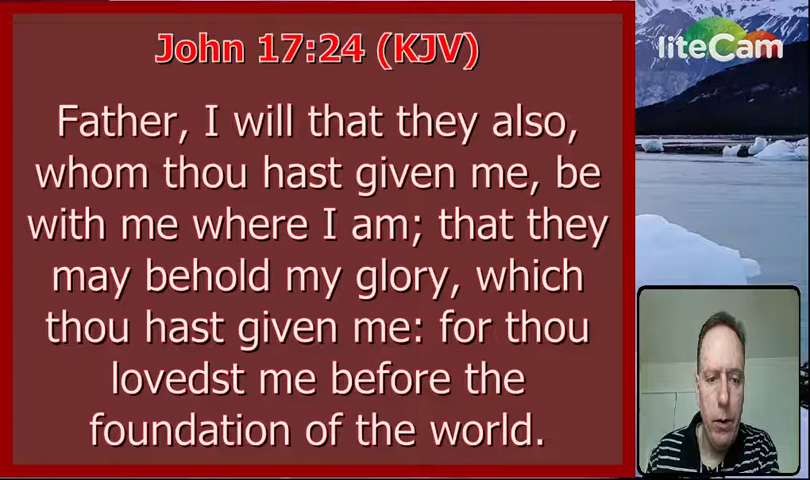 John 17:24 (KJV)
liteCam
Father, I will that they also,
whom thou hast given me, be
with me where I am; that they
may behold my glory, which
thou hast given me: for thou
lovedst me before the
foundation of the world.